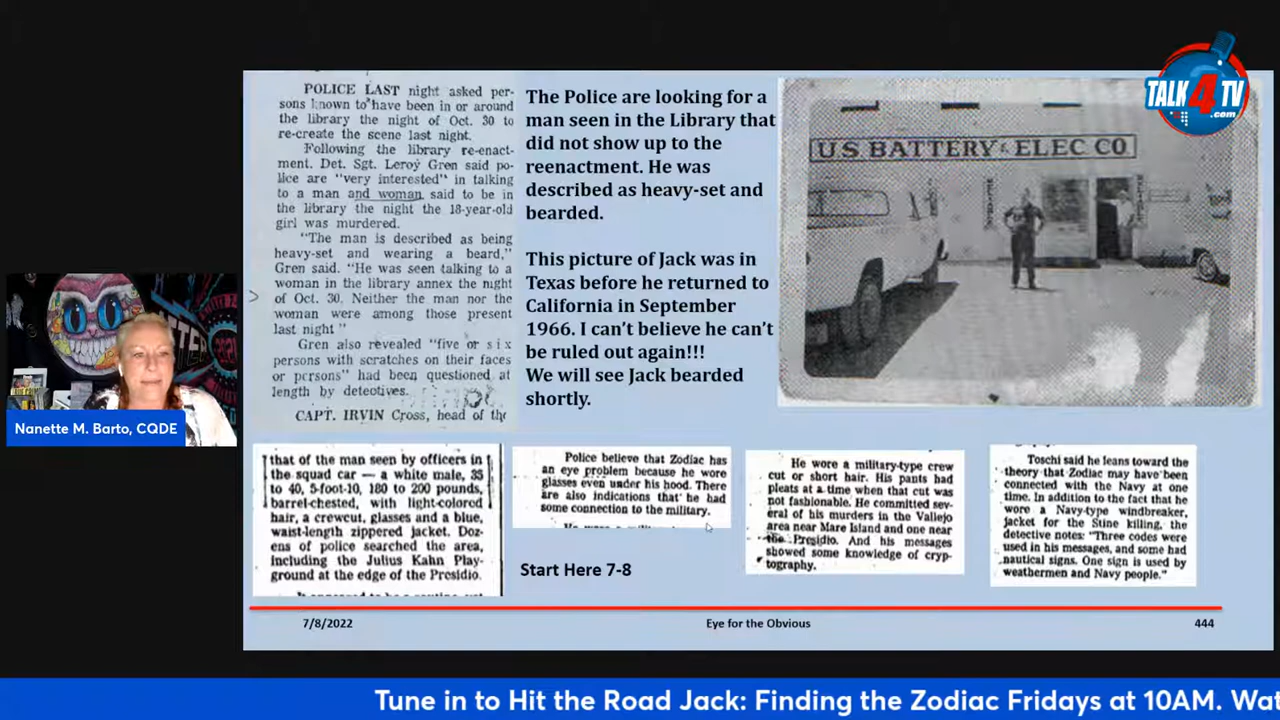 TALK4TV
.com
POLICE LAST night asked per-
sons known to have been in or around
the library the night of Oct. 30 to
re-create the scene last night.
Following the library re-enact-
ment. Det. Sgt. Leroy Gren said po-
lice are "very interested" in talking
to a man and woman said to be in
the library the night the 18-year-old
girl was murdered.
"The man is described as being
heavy-set and wearing a beard,"
Gren said. "He was seen talking to a
woman in the library annex the night
of Oct. 30. Neither the man nor the
woman were among those present
last night"
Gren also revealed "five or six
persons with scratches on their faces
or persons" had been questioned at
length by detectives.
CAPT. IRVIN Cross, head of the
The Police are looking for a
man seen in the Library that
did not show up to the
reenactment. He was
described as heavy-set and
bearded.
This picture of Jack was in
Texas before he returned to
California in September
1966. I can't believe he can't
be ruled out again!!!
We will see Jack bearded
shortly.
U S BATTERY & ELEC CO.
Nanette M. Barto, CQDE
that of the man seen by officers in
the squad car — a white male, 35
to 40, 5-foot-10, 180 to 200 pounds,
barrel-chested, with light-colored
hair, a crewcut, glasses and a blue,
waist-length zippered jacket. Doz-
ens of police searched the area,
including the Julius Kahn Play-
ground at the edge of the Presidio.
Police believe that Zodiac has
an eye problem because he wore
glasses even under his hood. There
are also indications that he had
some connection to the military.
Start Here 7-8
He wore a military-type crew
cut or short hair. His pants had
pleats at a time when that cut was
not fashionable. He committed sev-
eral of his murders in the Vallejo
area near Mare Island and one near
the Presidio. And his messages
showed some knowledge of cryp-
tography.
Toschi said he leans toward the
theory that Zodiac may have been
connected with the Navy at one
time. In addition to the fact that he
wore a Navy-type windbreaker,
jacket for the Stine killing, the
detective notes: "Three codes were
used in his messages, and some had
nautical signs. One sign is used by
weathermen and Navy people."
7/8/2022
Eye for the Obvious
444
Tune in to Hit the Road Jack: Finding the Zodiac Fridays at 10AM. Wat